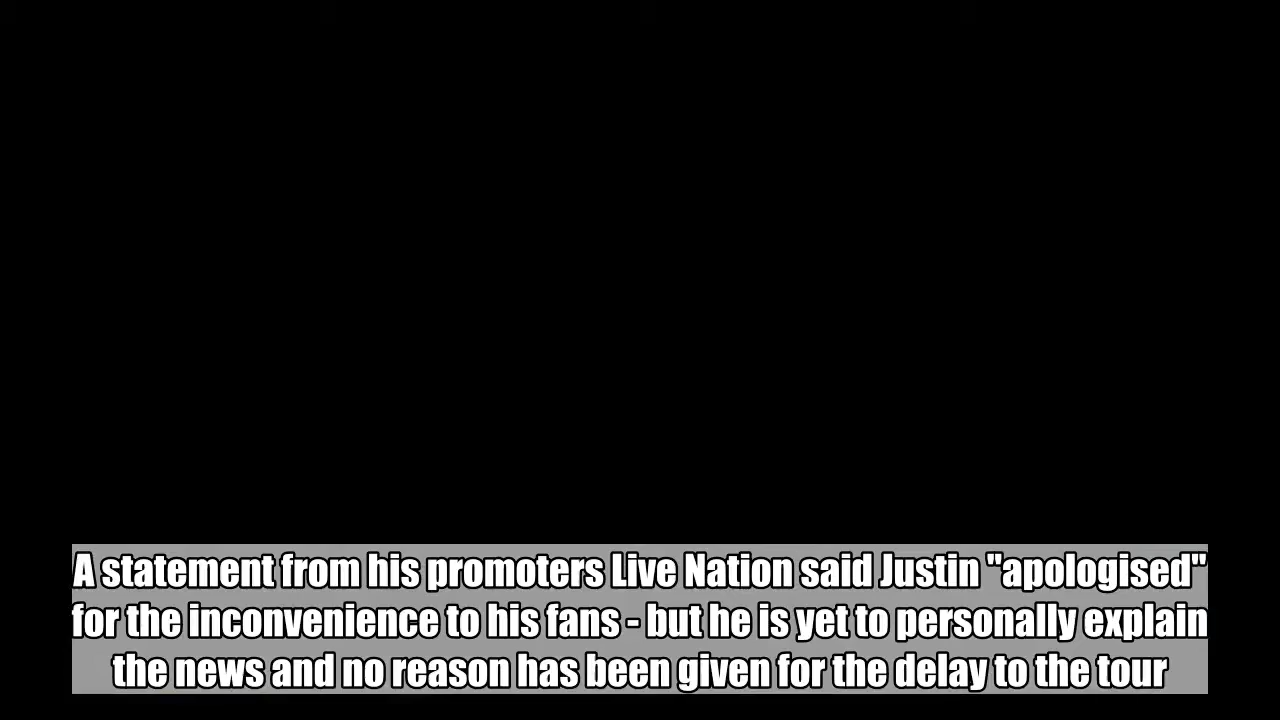 A statement from his promoters Live Nation said Justin "apologised"
for the inconvenience to his fans - but he is yet to personally explain
the news and no reason has been given for the delay to the tour